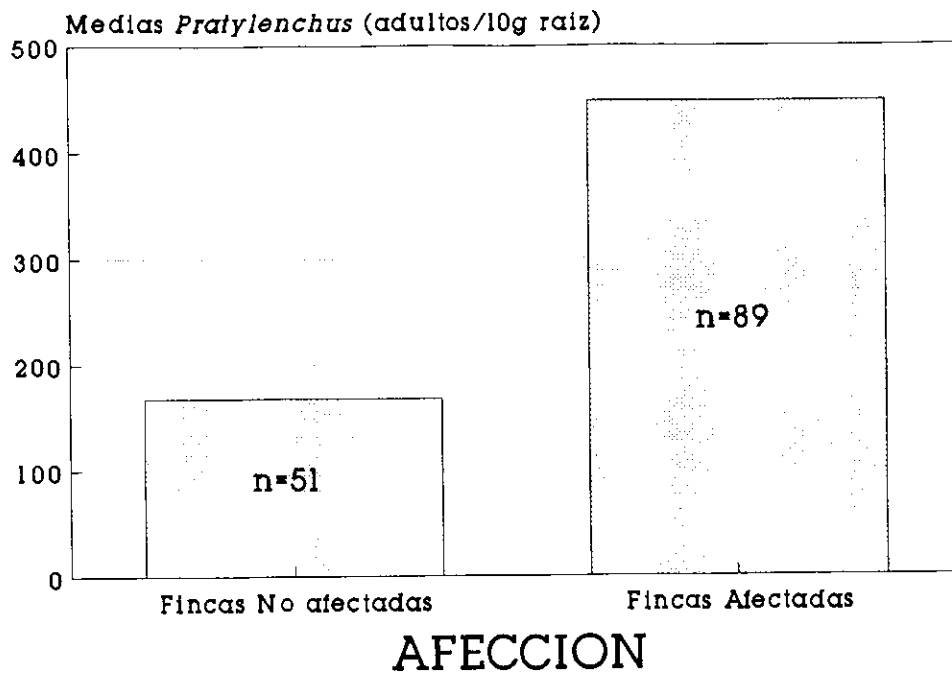 Medias Pratylenchus (adultos/10g raiz)
500
400
300
200
100
0
n=51
n=89
Fincas No afectadas
Fincas Afectadas
AFECCION